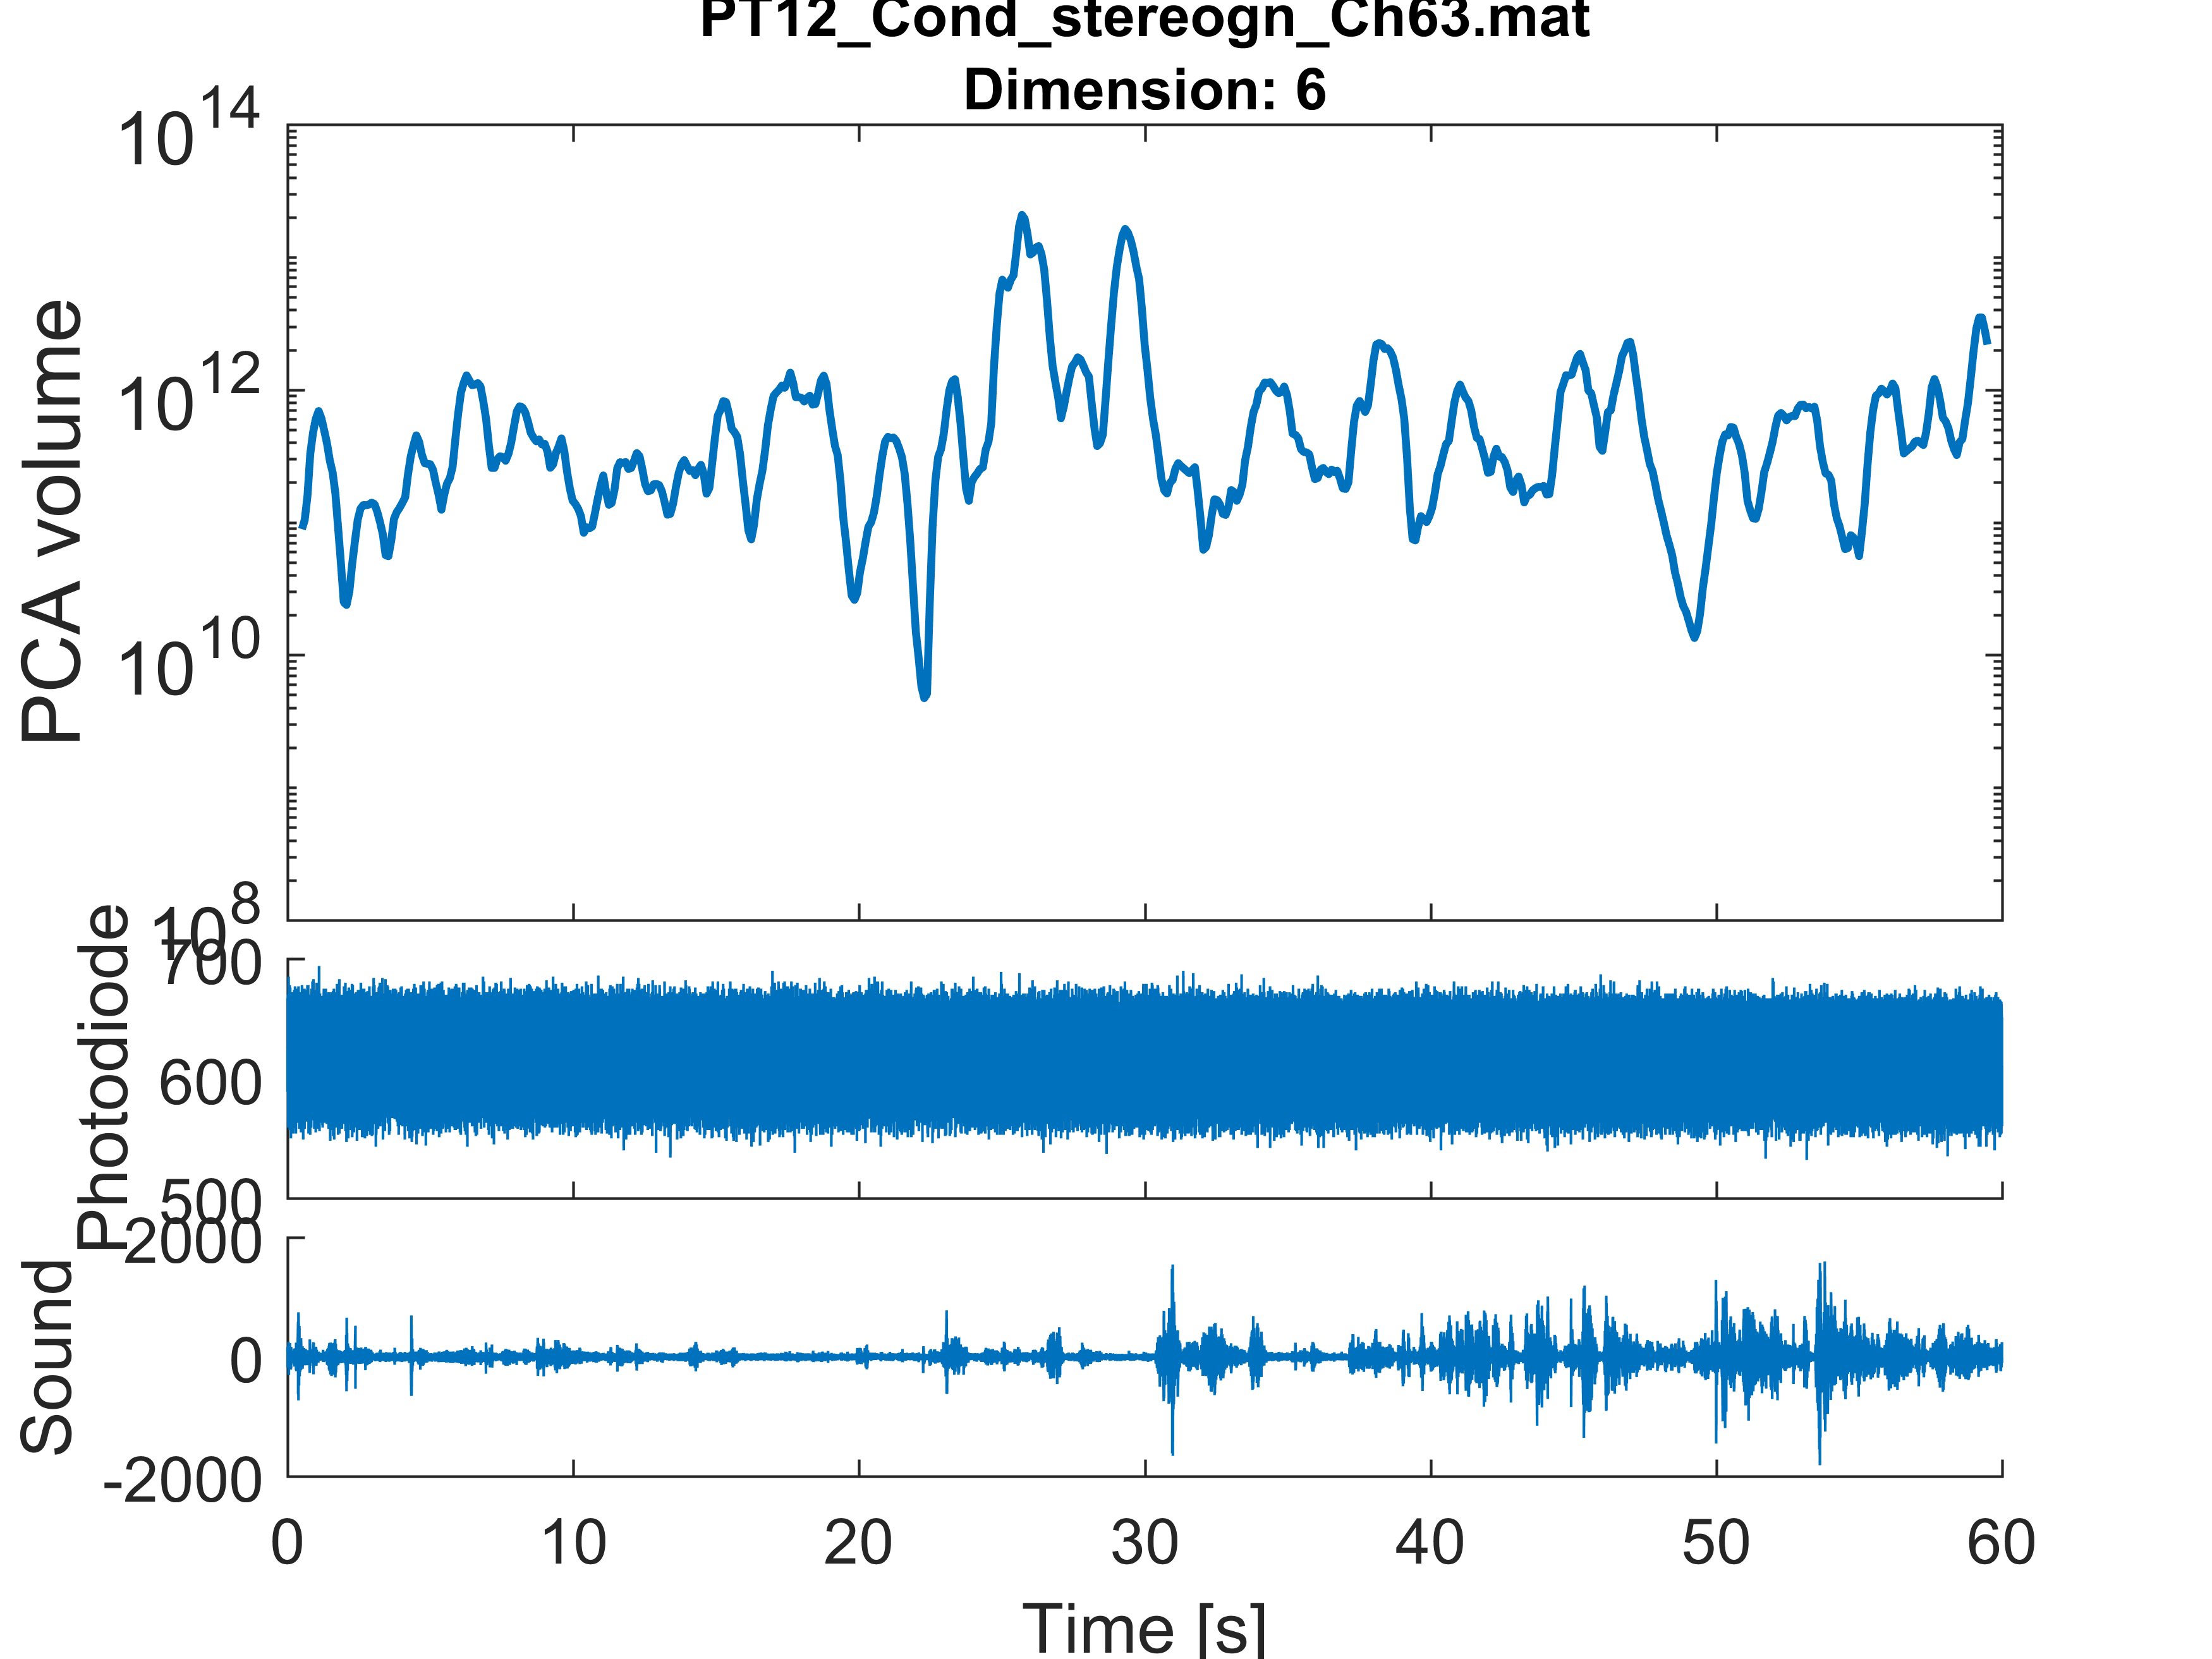 PT12_Cond_stereogn_Ch63.mat
Dimension: 6
10^14
10^12
10^10
10^8
PCA volume
700
600
500
Photodiode
2000
0
-2000
Sound
0 10 20 30 40 50 60
Time [s]